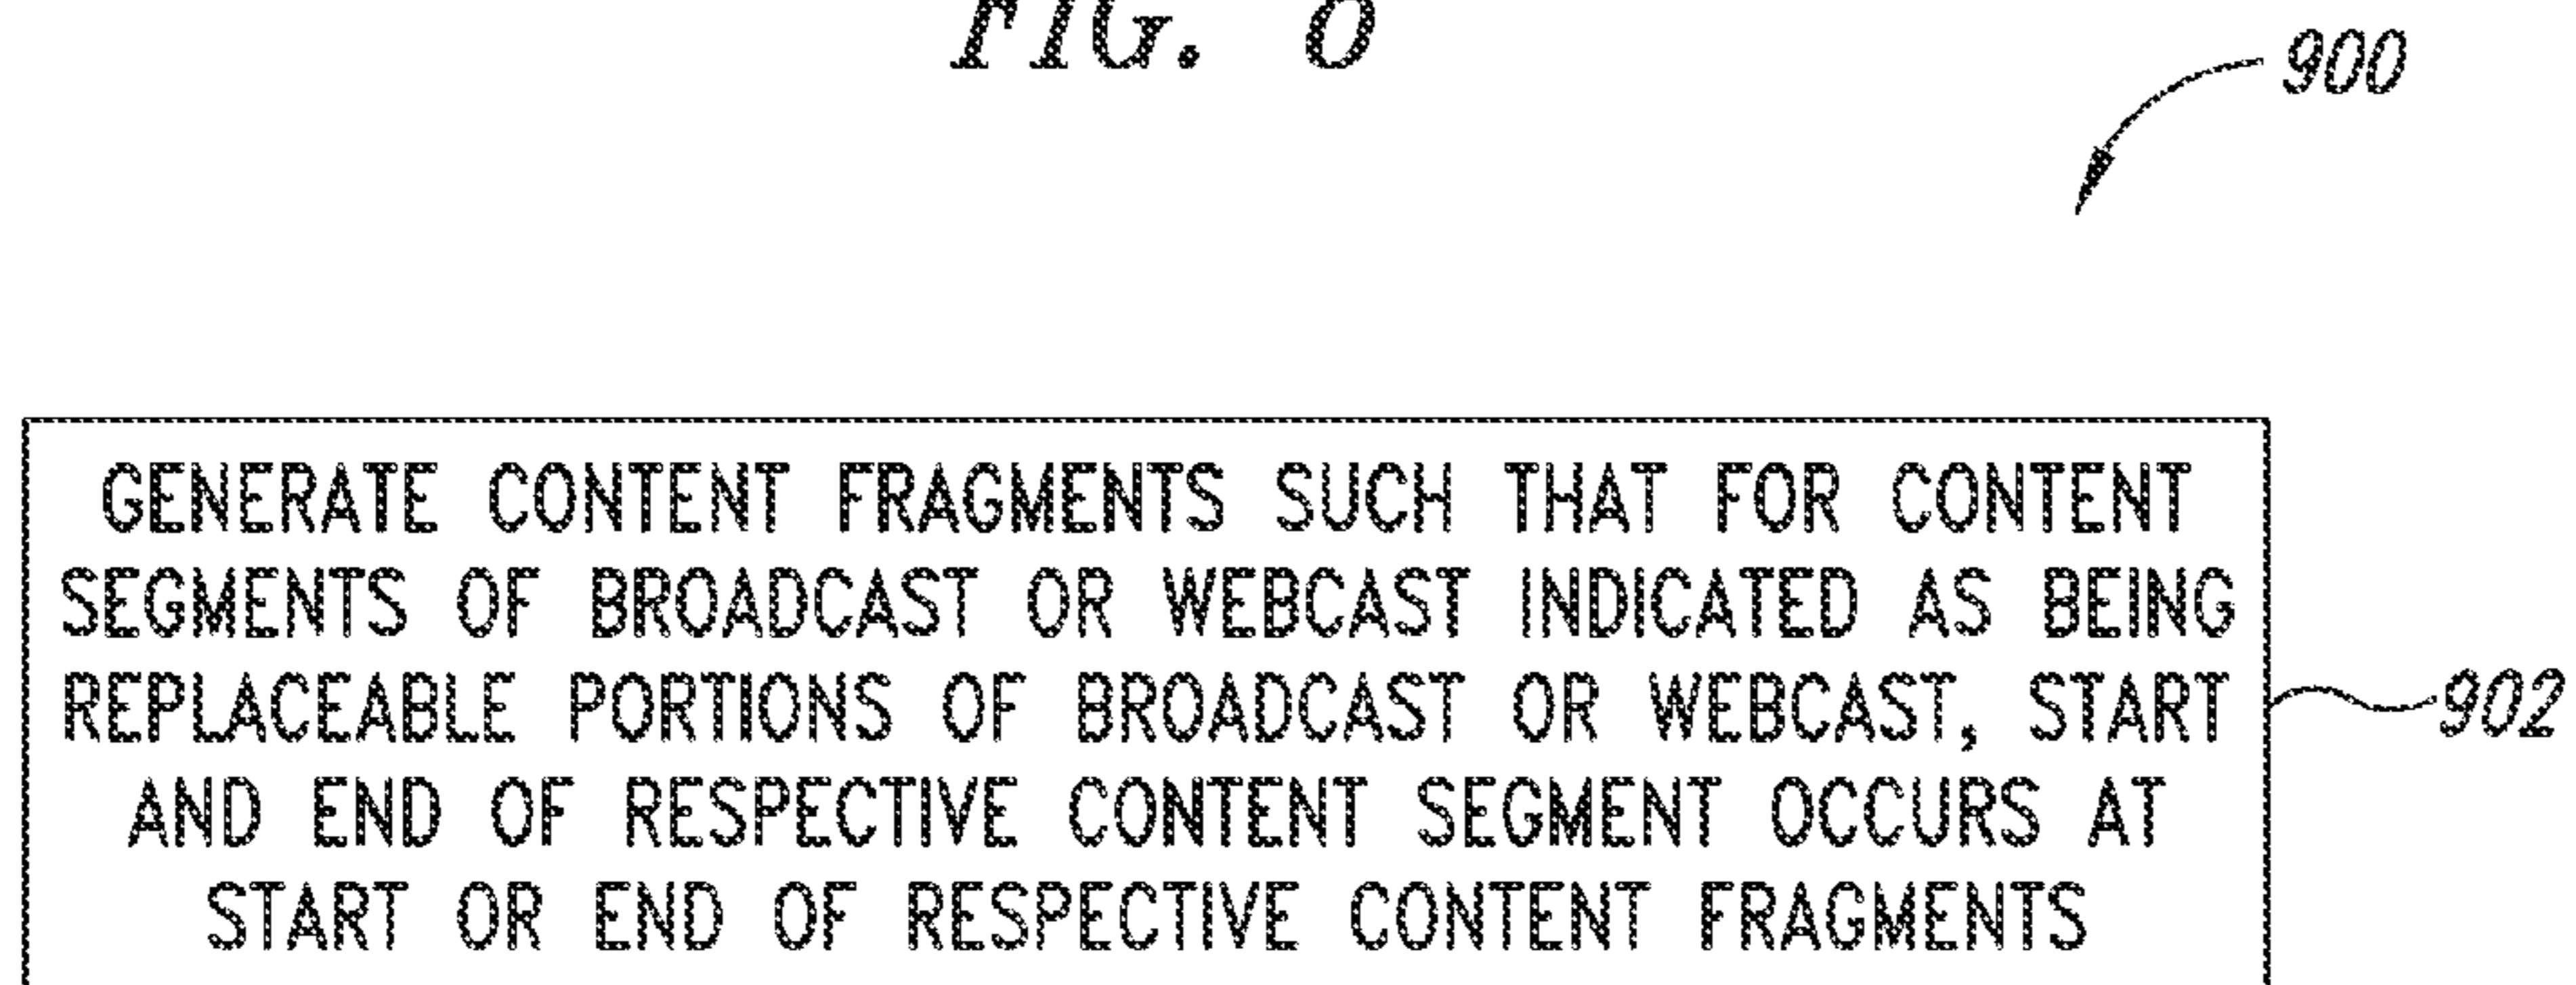 FIG. 8
900
GENERATE CONTENT FRAGMENTS SUCH THAT FOR CONTENT
SEGMENTS OF BROADCAST OR WEBCAST INDICATED AS BEING
REPLACEABLE PORTIONS OF BROADCAST OR WEBCAST, START
902
AND END OF RESPECTIVE CONTENT SEGMENT OCCURS AT
START OR END OF RESPECTIVE CONTENT FRAGMENTS